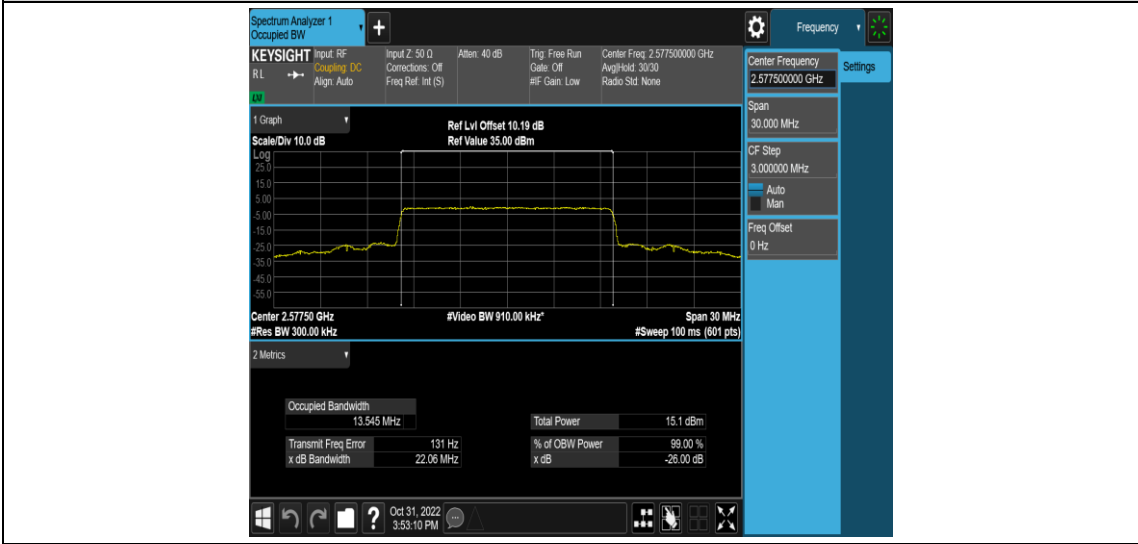 Spectrum Analyzer 1
Occupied BW
+
Frequency
KEYSIGHT
RL
LXI
Input: RF
Coupling: DC
Align: Auto
Input Z: 50 Ω
Corrections: Off
Freq Ref: Int (S)
Atten: 40 dB
Trig: Free Run
Gate: Off
#IF Gain: Low
Center Freq: 2.577500000 GHz
Avg|Hold: 30/30
Radio Std: None
Center Frequency
2.577500000 GHz
Settings
Span
30.000 MHz
CF Step
3.000000 MHz
Auto
Man
Freq Offset
0 Hz
1 Graph
Scale/Div 10.0 dB
Ref Lvl Offset 10.19 dB
Ref Value 35.00 dBm
Log
25.0
15.0
5.00
-5.00
-15.0
-25.0
-35.0
-45.0
-55.0
Center 2.57750 GHz
#Video BW 910.00 kHz*
Span 30 MHz
#Res BW 300.00 kHz
#Sweep 100 ms (601 pts)
2 Metrics
Occupied Bandwidth
13.545 MHz
Total Power 15.1 dBm
Transmit Freq Error 131 Hz
% of OBW Power 99.00 %
x dB Bandwidth 22.06 MHz
x dB -26.00 dB
?
Oct 31, 2022
3:53:10 PM